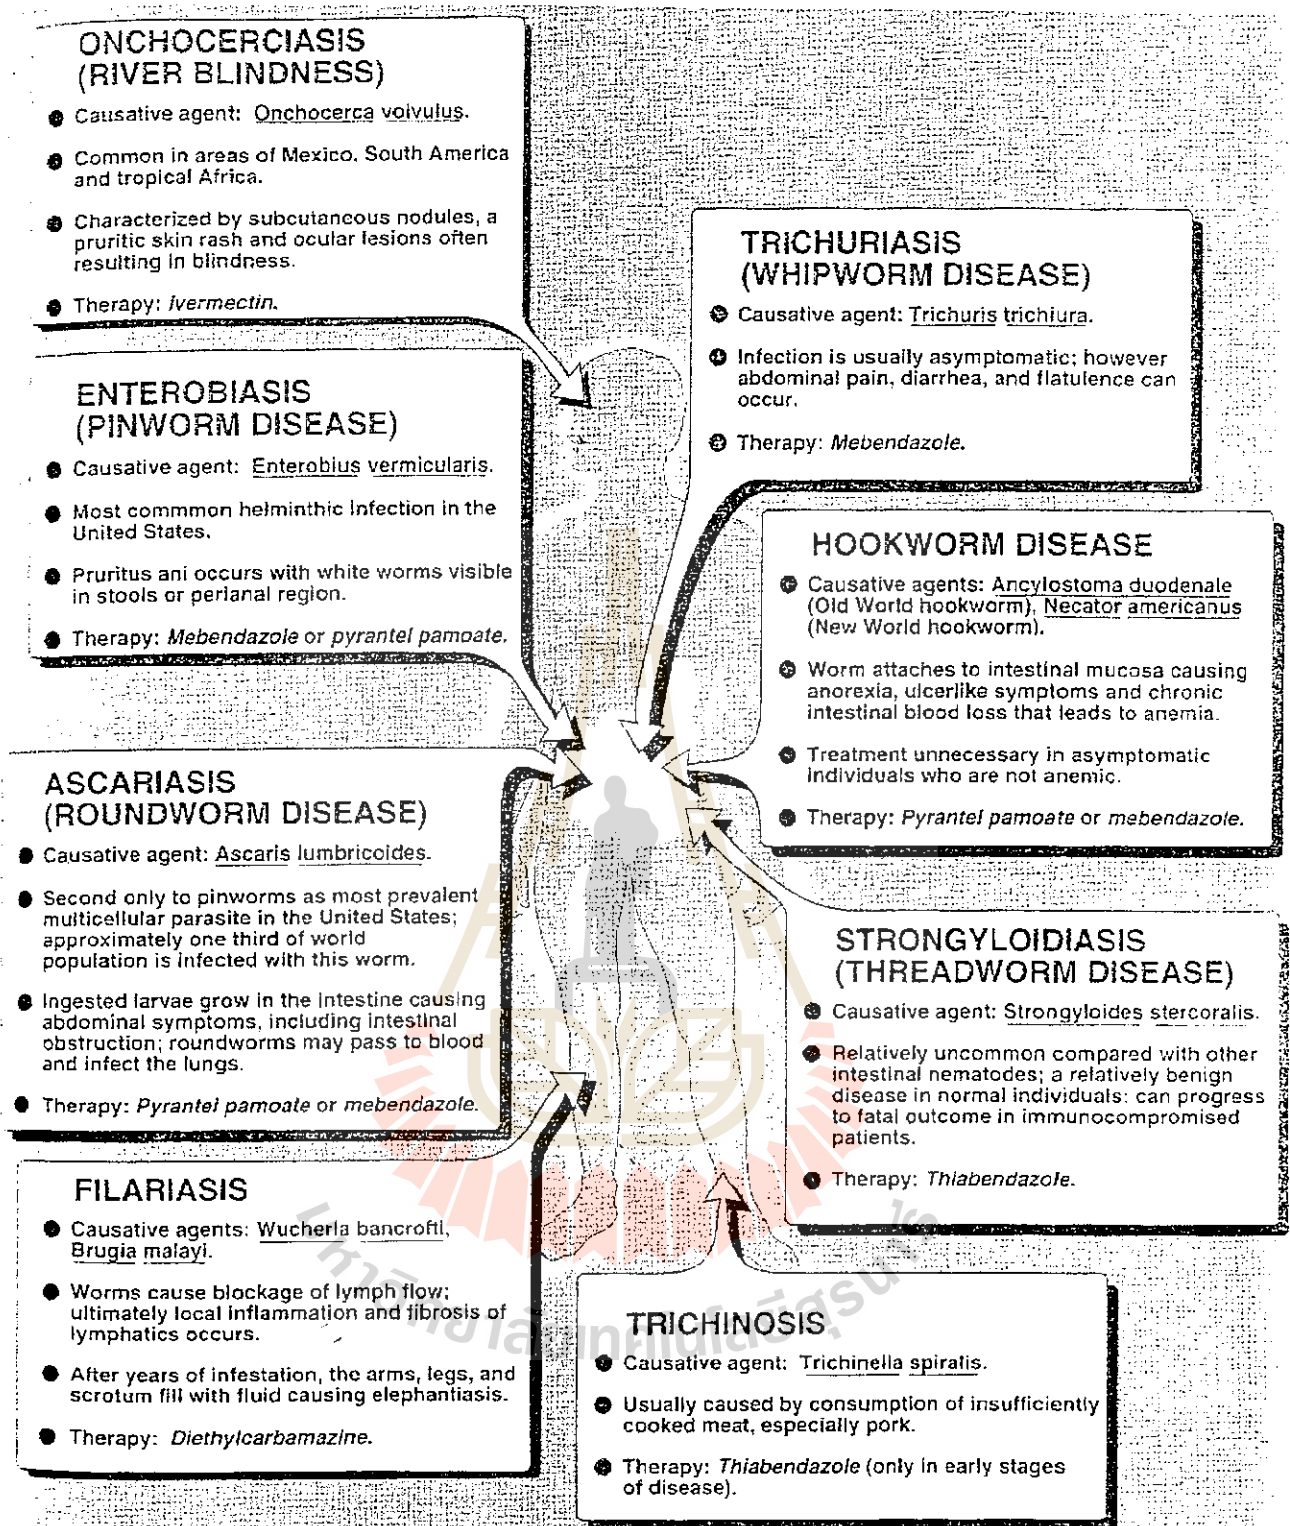 ONCHOCERCIASIS
(RIVER BLINDNESS)
● Causative agent: Onchocerca volvulus.
● Common in areas of Mexico, South America
and tropical Africa.
● Characterized by subcutaneous nodules, a
pruritic skin rash and ocular lesions often
resulting in blindness.
● Therapy: Ivermectin.
ENTEROBIASIS
(PINWORM DISEASE)
● Causative agent: Enterobius vermicularis.
● Most commmon helminthic infection in the
United States.
● Pruritus ani occurs with white worms visible
in stools or perianal region.
● Therapy: Mebendazole or pyrantel pamoate.
ASCARIASIS
(ROUNDWORM DISEASE)
● Causative agent: Ascaris lumbricoides.
● Second only to pinworms as most prevalent
multicellular parasite in the United States;
approximately one third of world
population is infected with this worm.
● Ingested larvae grow in the intestine causing
abdominal symptoms, including intestinal
obstruction; roundworms may pass to blood
and infect the lungs.
● Therapy: Pyrantel pamoate or mebendazole.
FILARIASIS
● Causative agents: Wucheria bancrofti,
Brugia malayi.
● Worms cause blockage of lymph flow;
ultimately local inflammation and fibrosis of
lymphatics occurs.
● After years of infestation, the arms, legs, and
scrotum fill with fluid causing elephantiasis.
● Therapy: Diethylcarbamazine.
TRICHURIASIS
(WHIPWORM DISEASE)
● Causative agent: Trichuris trichiura.
● Infection is usually asymptomatic; however
abdominal pain, diarrhea, and flatulence can
occur.
● Therapy: Mebendazole.
HOOKWORM DISEASE
● Causative agents: Ancylostoma duodenale
(Old World hookworm), Necator americanus
(New World hookworm).
● Worm attaches to intestinal mucosa causing
anorexia, ulcerlike symptoms and chronic
intestinal blood loss that leads to anemia.
● Treatment unnecessary in asymptomatic
individuals who are not anemic.
● Therapy: Pyrantel pamoate or mebendazole.
STRONGYLOIDIASIS
(THREADWORM DISEASE)
● Causative agent: Strongyloides stercoralis.
● Relatively uncommon compared with other
intestinal nematodes; a relatively benign
disease in normal individuals: can progress
to fatal outcome in immunocompromised
patients.
● Therapy: Thiabendazole.
TRICHINOSIS
● Causative agent: Trichinella spiralis.
● Usually caused by consumption of insufficiently
cooked meat, especially pork.
● Therapy: Thiabendazole (only in early stages
of disease).